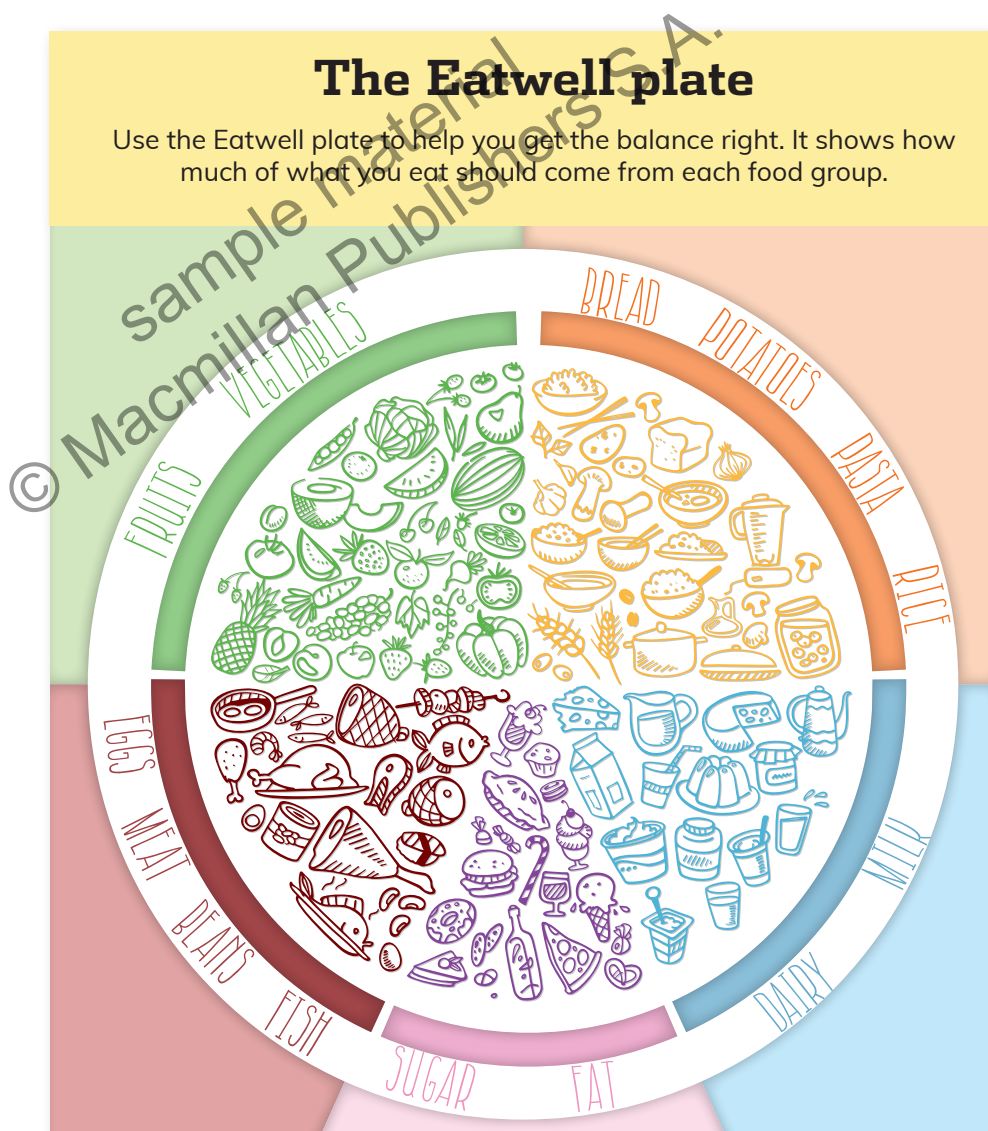 The Eatwell plate
Use the Eatwell plate to help you get the balance right. It shows how
much of what you eat should come from each food group.
sample material
© Macmillan Publishers S.A.
FRUITS
VEGETABLES
BREAD
POTATOES
PASTA
RICE
EGGS
MEAT
BEANS
FISH
SUGAR
FAT
DAIRY
MILK